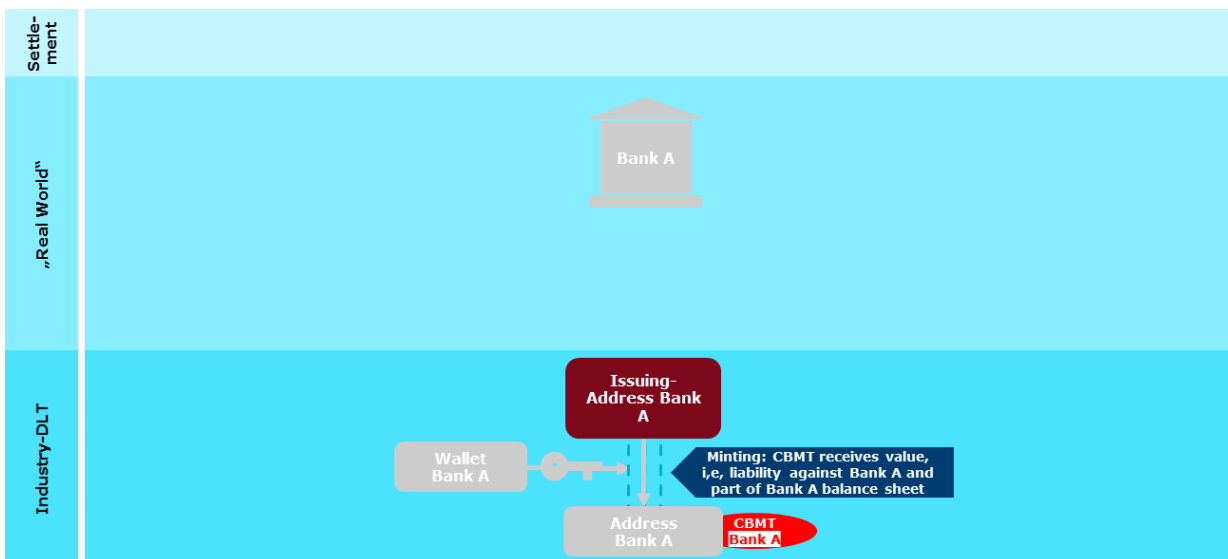 Settle-
ment
„Real World“
Bank A
Industry-DLT
Issuing-
Address Bank
A
Wallet
Bank A
Minting: CBMT receives value,
i,e, liability against Bank A and
part of Bank A balance sheet
Address
Bank A
CBMT
Bank A